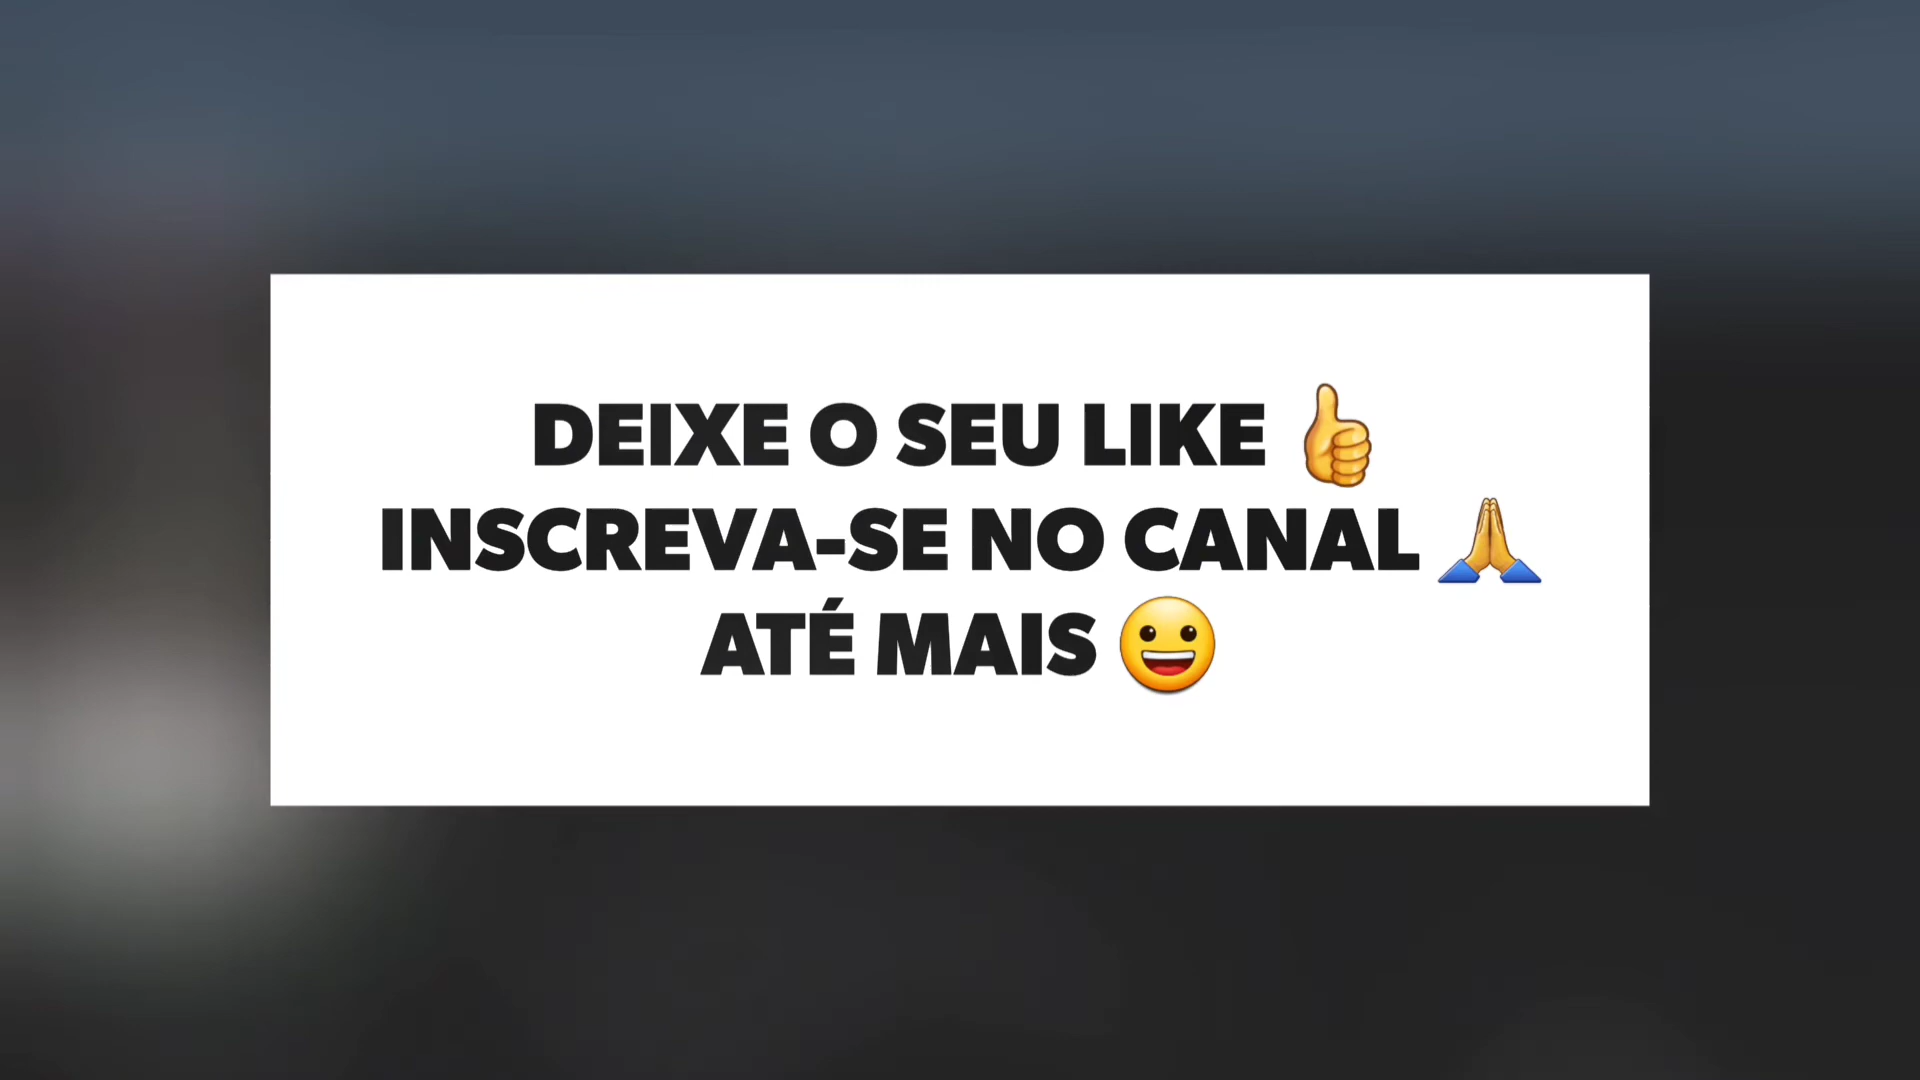 DEIXE O SEU LIKE 👍
INSCREVA-SE NO CANAL 🙏
ATÉ MAIS 😀